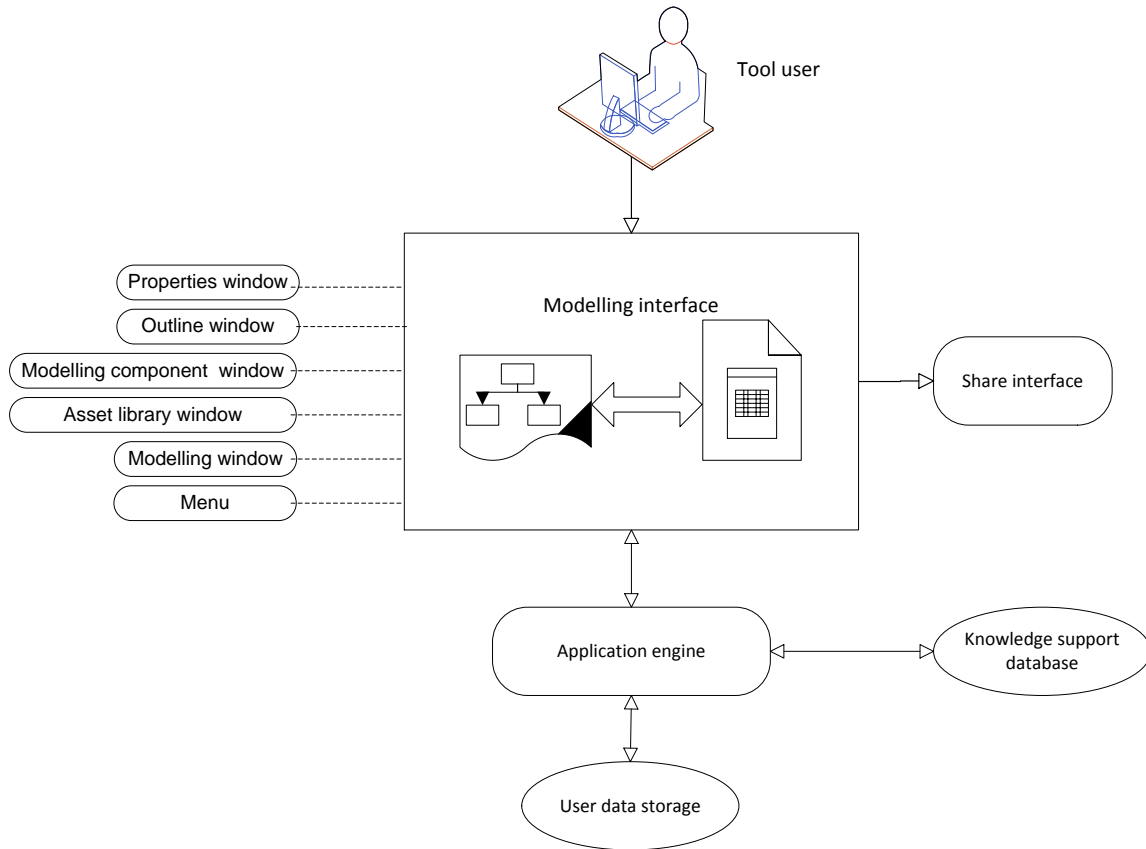 Tool user
Properties window
Outline window
Modelling component  window
Asset library window
Modelling window
Menu
Modelling interface
Share interface
Application engine
Knowledge support
database
User data storage